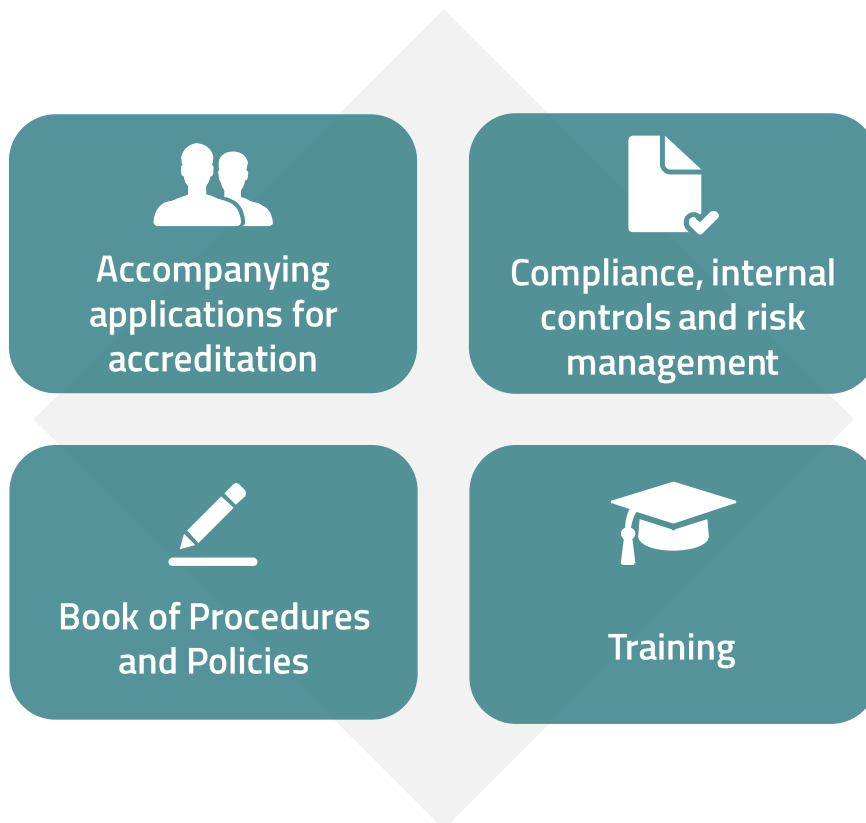 Accompanying
applications for
accreditation
Compliance, internal
controls and risk
management
Book of Procedures
and Policies
Training